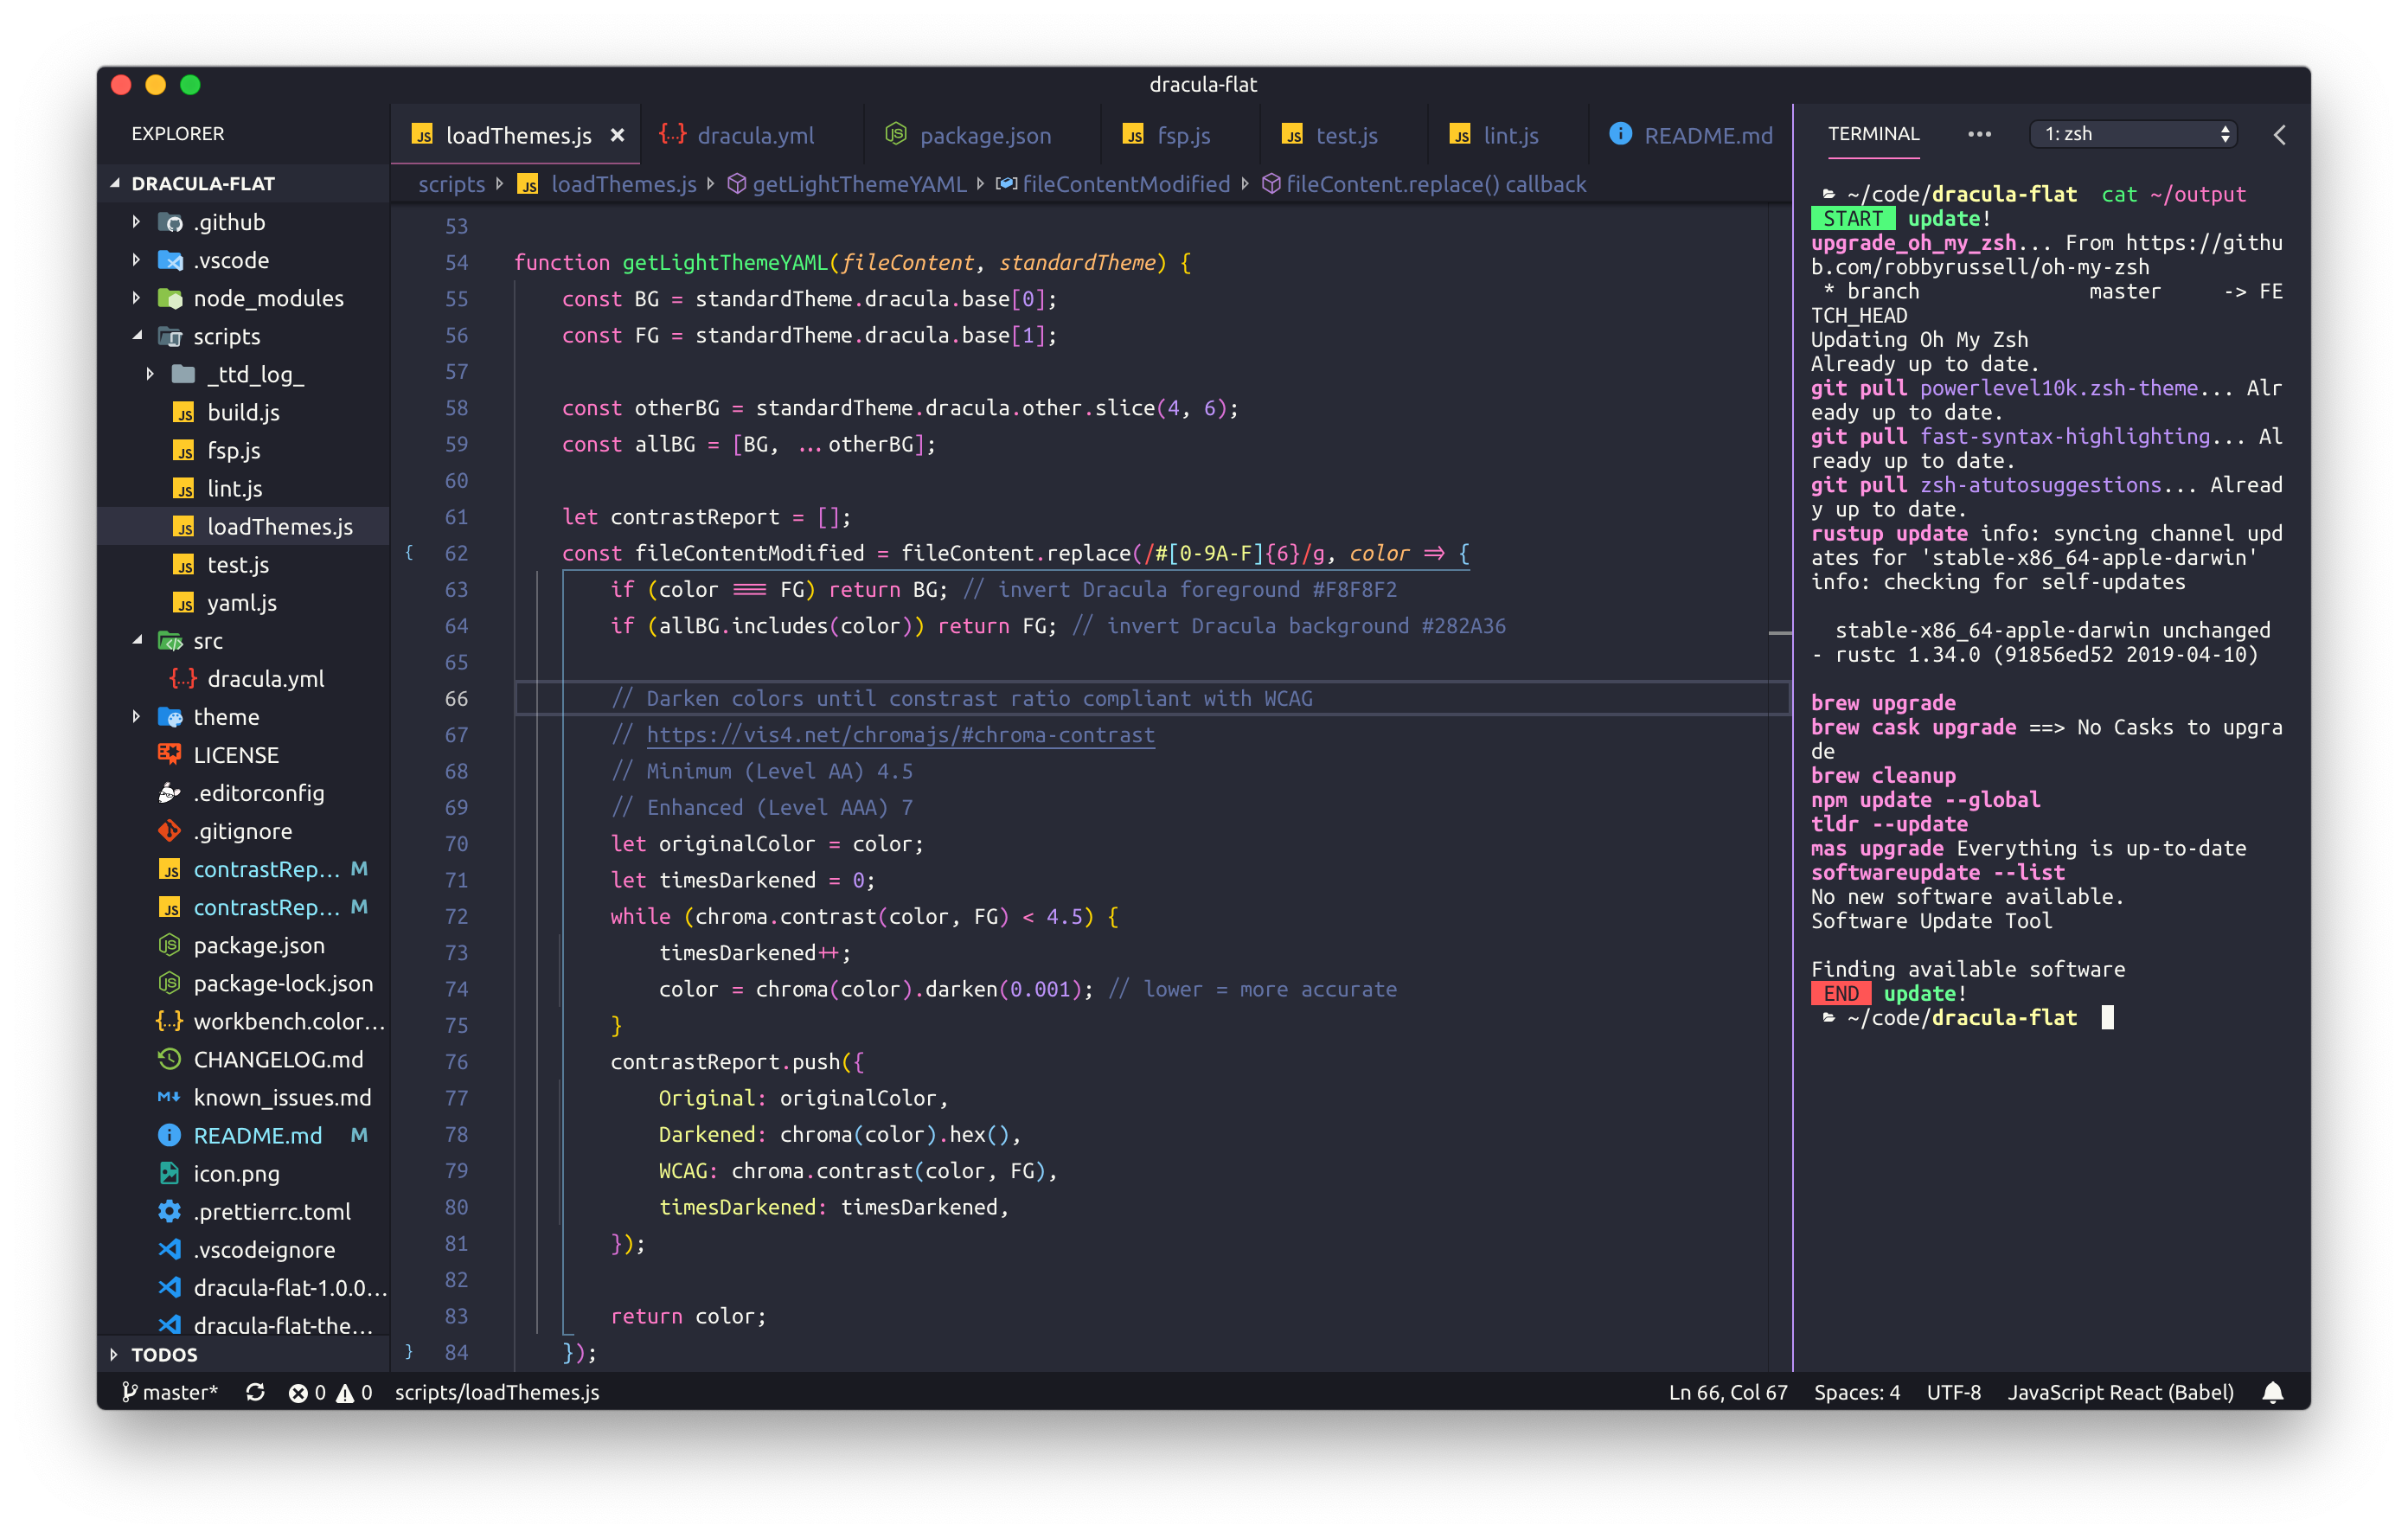 dracula-flat
EXPLORER
DRACULA-FLAT
.github
.vscode
node_modules
scripts
_ttd_log_
build.js
fsp.js
lint.js
loadThemes.js
test.js
yaml.js
src
dracula.yml
theme
LICENSE
.editorconfig
.gitignore
contrastRep... M
contrastRep... M
package.json
package-lock.json
workbench.color...
CHANGELOG.md
known_issues.md
README.md M
icon.png
.prettierrc.toml
.vscodeignore
dracula-flat-1.0.0...
dracula-flat-the...
TODOS
loadThemes.js dracula.yml package.json fsp.js test.js lint.js README.md
scripts loadThemes.js getLightThemeYAML fileContentModified fileContent.replace() callback
53
54 function getLightThemeYAML(fileContent, standardTheme) {
55 const BG = standardTheme.dracula.base[0];
56 const FG = standardTheme.dracula.base[1];
57
58 const otherBG = standardTheme.dracula.other.slice(4, 6);
59 const allBG = [BG, ...otherBG];
60
61 let contrastReport = [];
{ 62 const fileContentModified = fileContent.replace(/#[0-9A-F]{6}/g, color => {
63 if (color === FG) return BG; // invert Dracula foreground #F8F8F2
64 if (allBG.includes(color)) return FG; // invert Dracula background #282A36
65
66 // Darken colors until constrast ratio compliant with WCAG
67 // https://vis4.net/chromajs/#chroma-contrast
68 // Minimum (Level AA) 4.5
69 // Enhanced (Level AAA) 7
70 let originalColor = color;
71 let timesDarkened = 0;
72 while (chroma.contrast(color, FG) < 4.5) {
73 timesDarkened++;
74 color = chroma(color).darken(0.001); // lower = more accurate
75 }
76 contrastReport.push({
77 Original: originalColor,
78 Darkened: chroma(color).hex(),
79 WCAG: chroma.contrast(color, FG),
80 timesDarkened: timesDarkened,
81 });
82
83 return color;
} 84 });
TERMINAL ••• 1: zsh
~/code/dracula-flat cat ~/output
START update!
upgrade_oh_my_zsh... From https://githu
b.com/robbyrussell/oh-my-zsh
* branch master -> FE
TCH_HEAD
Updating Oh My Zsh
Already up to date.
git pull powerlevel10k.zsh-theme... Alr
eady up to date.
git pull fast-syntax-highlighting... Al
ready up to date.
git pull zsh-atutosuggestions... Alread
y up to date.
rustup update info: syncing channel upd
ates for 'stable-x86_64-apple-darwin'
info: checking for self-updates
stable-x86_64-apple-darwin unchanged
- rustc 1.34.0 (91856ed52 2019-04-10)
brew upgrade
brew cask upgrade ==> No Casks to upgra
de
brew cleanup
npm update --global
tldr --update
mas upgrade Everything is up-to-date
softwareupdate --list
No new software available.
Software Update Tool
Finding available software
END update!
~/code/dracula-flat
master* 0 0 scripts/loadThemes.js Ln 66, Col 67 Spaces: 4 UTF-8 JavaScript React (Babel)